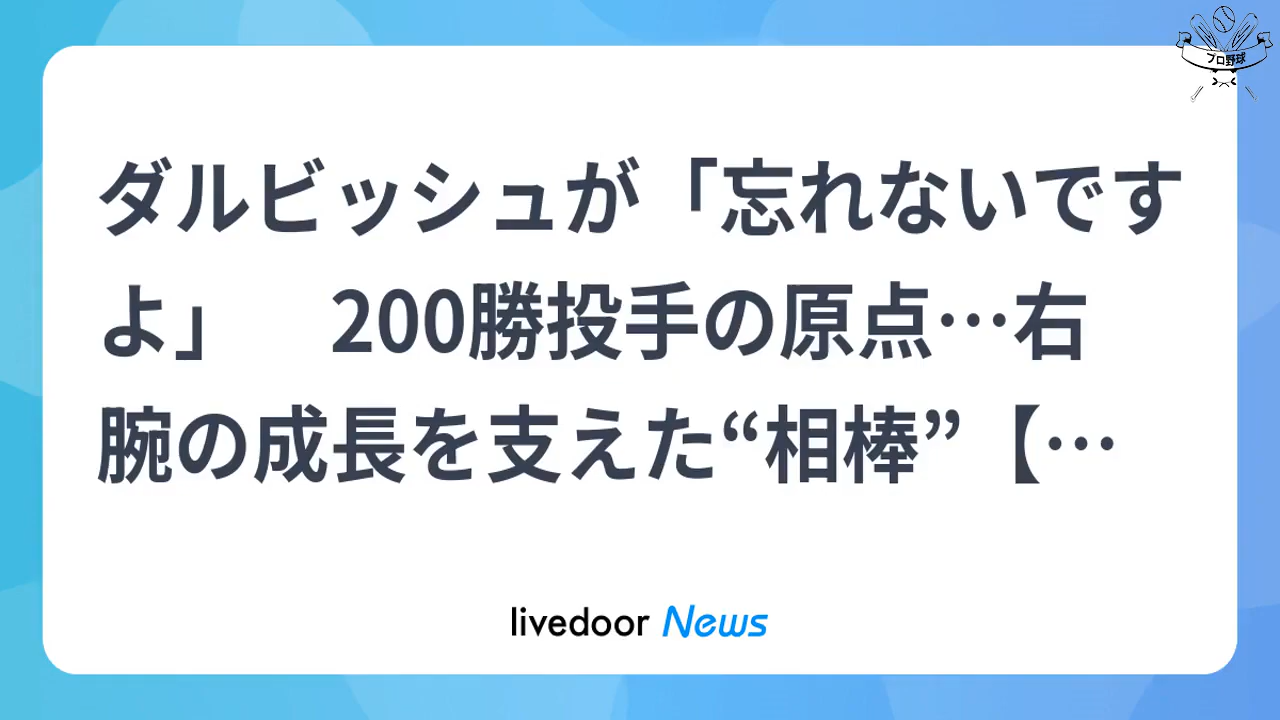 プロ野球
ダルビッシュが「忘れないです
よ」　200勝投手の原点…右
腕の成長を支えた“相棒”【…
livedoor News